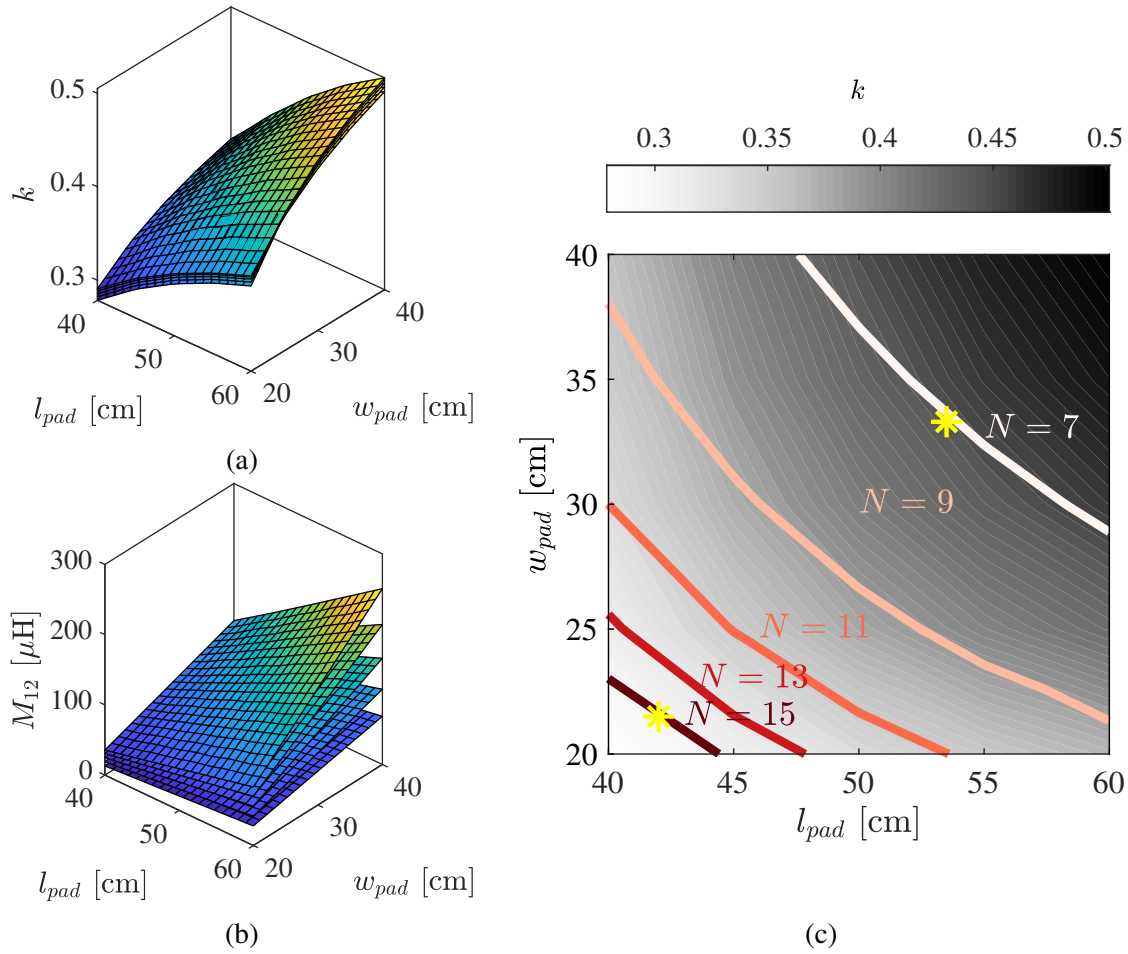 0.5
0.4
0.3
k
40
50
60
20
30
40
l_pad [cm]
w_pad [cm]
(a)
300
200
100
0
M_12 [μH]
40
50
60
20
30
40
l_pad [cm]
w_pad [cm]
(b)
k
0.3 0.35 0.4 0.45 0.5
40
35
30
25
20
w_pad [cm]
N = 7
N = 9
N = 11
N = 13
N = 15
40 45 50 55 60
l_pad [cm]
(c)